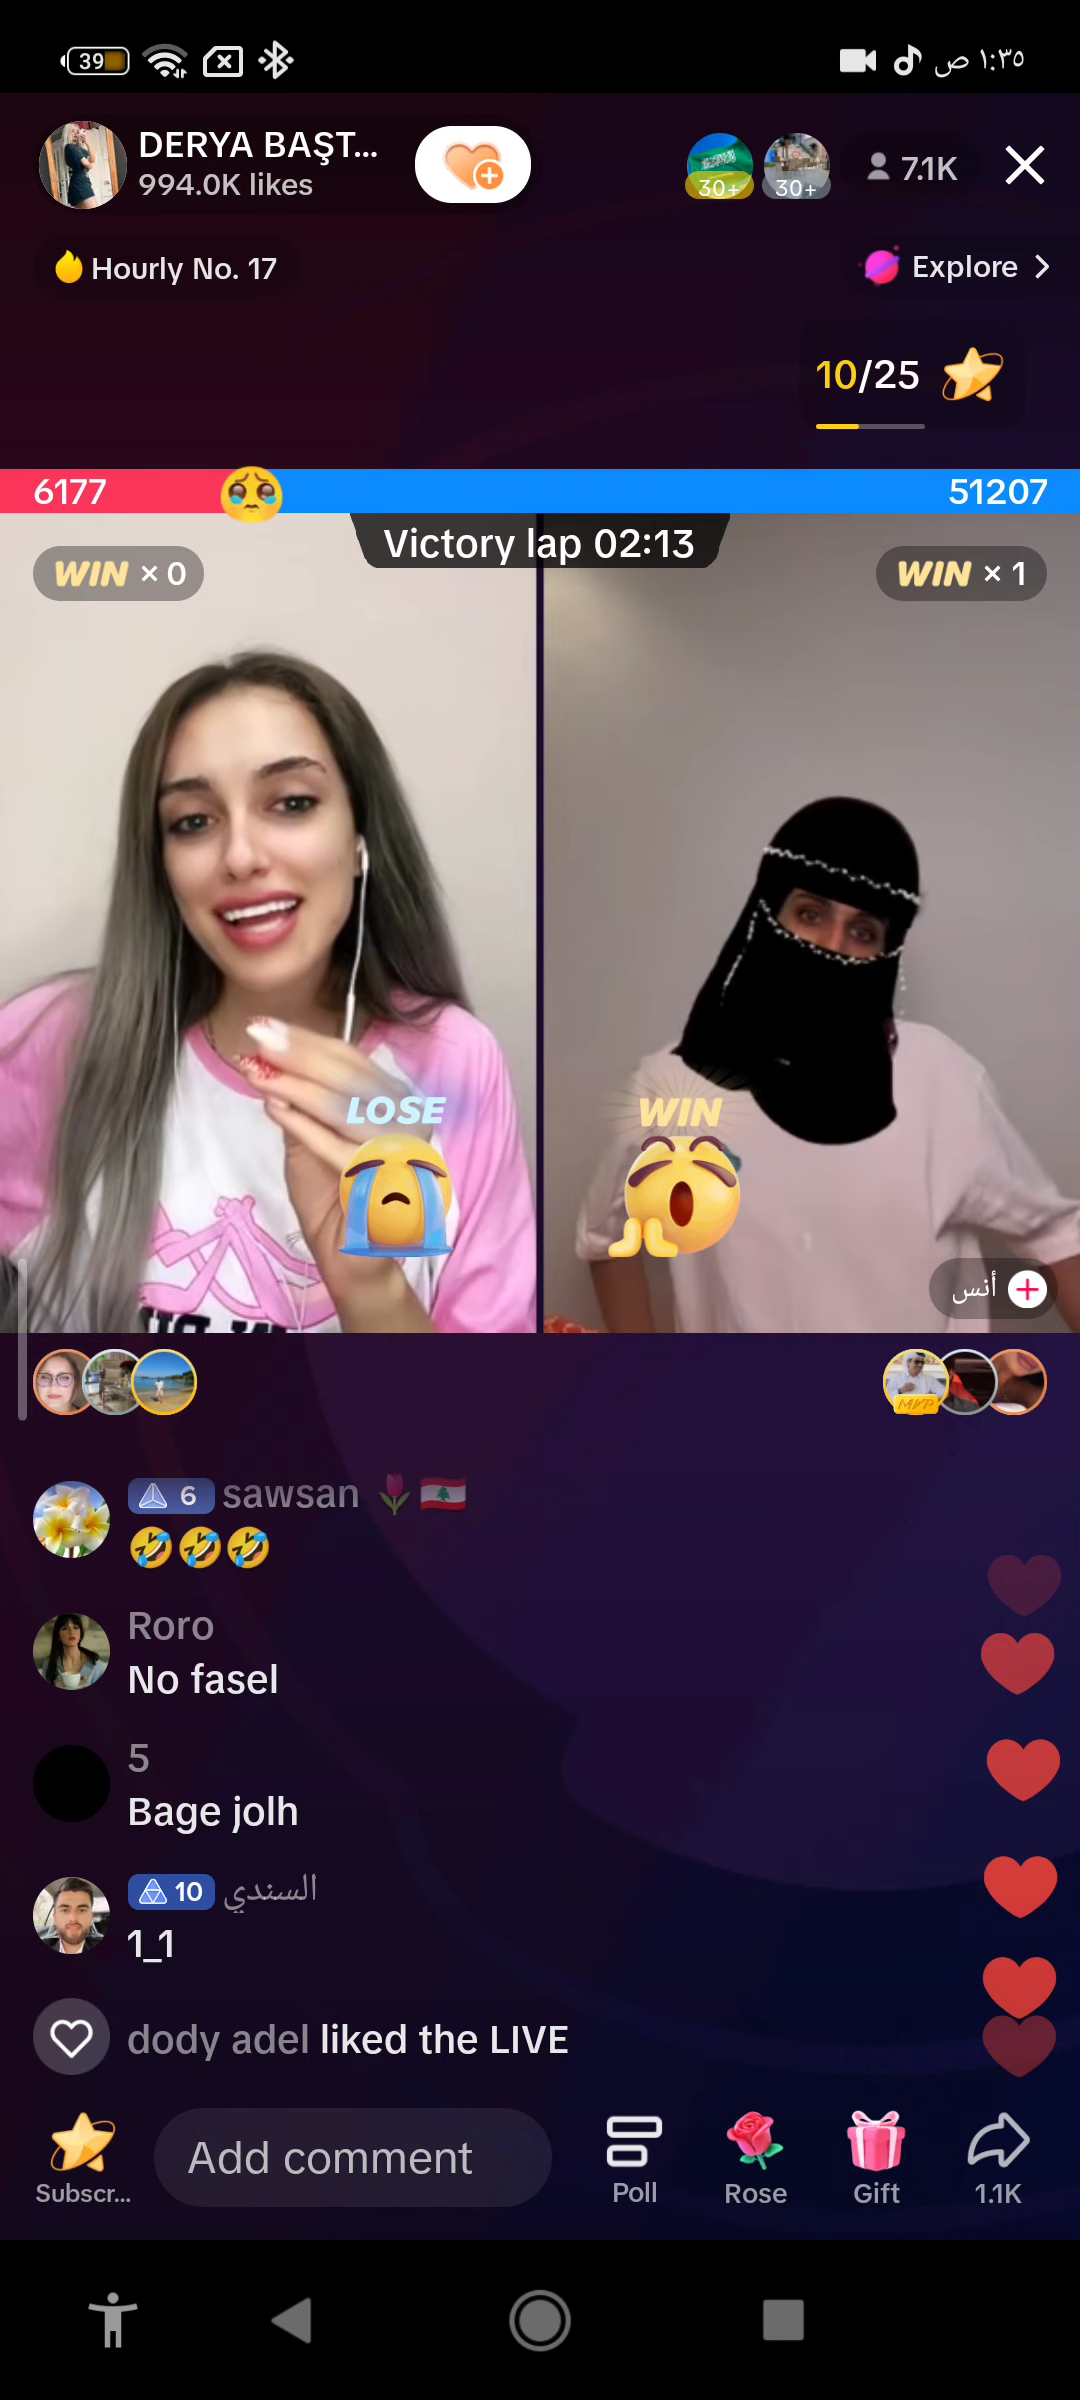 39
١:٣٥ ص
DERYA BAŞT...
994.0K likes
30+
30+
7.1K
Hourly No. 17
Explore
10/25
6177
51207
Victory lap 02:13
WIN × 0
WIN × 1
LOSE
WIN
أنس
MVP
6 sawsan
Roro
No fasel
5
Bage jolh
10 السندي
1_1
dody adel liked the LIVE
Subscr...
Add comment
Poll
Rose
Gift
1.1K